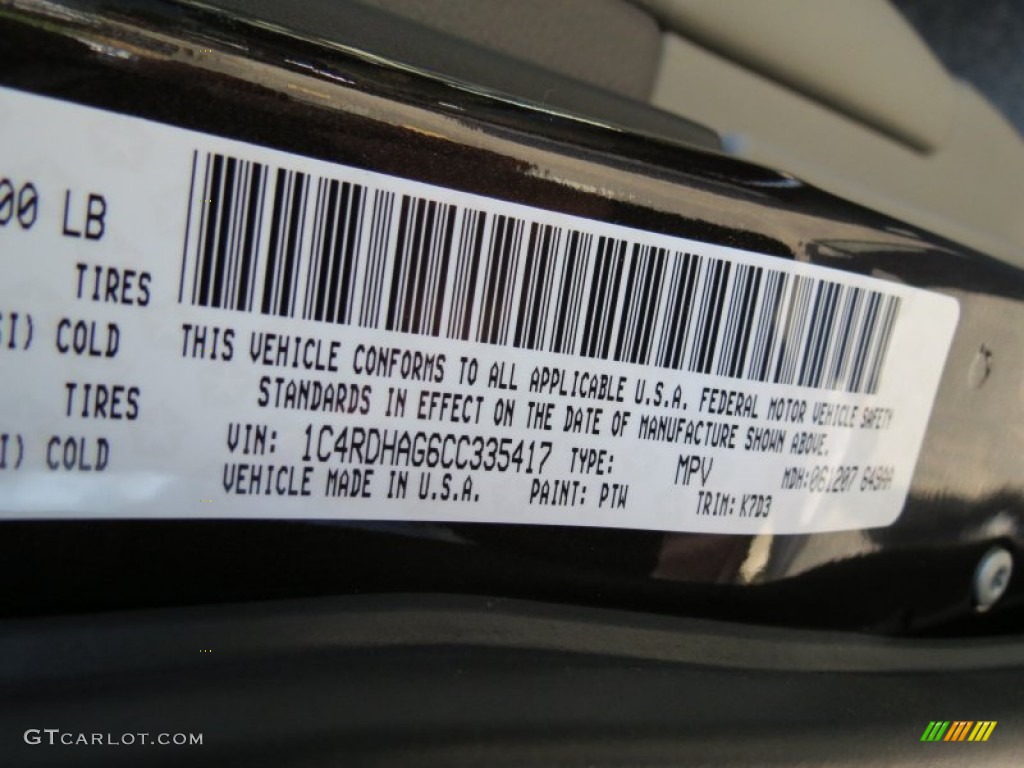 00 LB
TIRES
SI) COLD
TIRES
I) COLD
THIS VEHICLE CONFORMS TO ALL APPLICABLE U.S.A. FEDERAL MOTOR VEHICLE SAFETY
STANDARDS IN EFFECT ON THE DATE OF MANUFACTURE SHOWN ABOVE.
VIN: 1C4RDHAG6CC335417 TYPE: MPV MDH: 061207
VEHICLE MADE IN U.S.A. PAINT: PTW TRIM: K7D3
GTCARLOT.COM